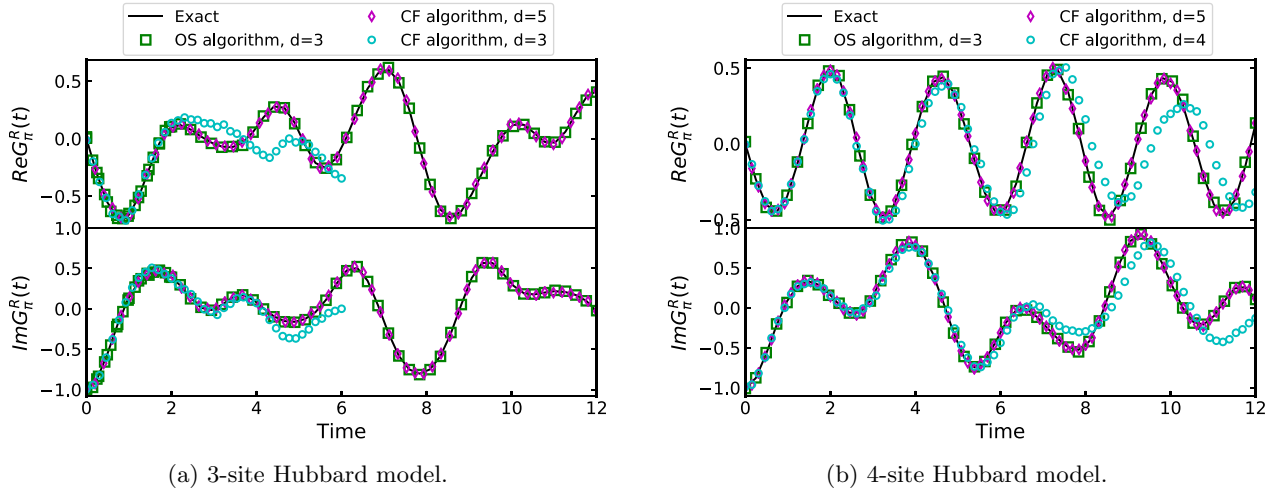 Exact
OS algorithm, d=3
CF algorithm, d=5
CF algorithm, d=3
0.5
0.0
−0.5
ReG_π^R(t)
1.0
0.5
0.0
−0.5
−1.0
ImG_π^R(t)
0 2 4 6 8 10 12
Time
(a) 3-site Hubbard model.
Exact
OS algorithm, d=3
CF algorithm, d=5
CF algorithm, d=4
0.5
0.0
−0.5
ReG_π^R(t)
1.0
0.5
0.0
−0.5
−1.0
ImG_π^R(t)
0 2 4 6 8 10 12
Time
(b) 4-site Hubbard model.